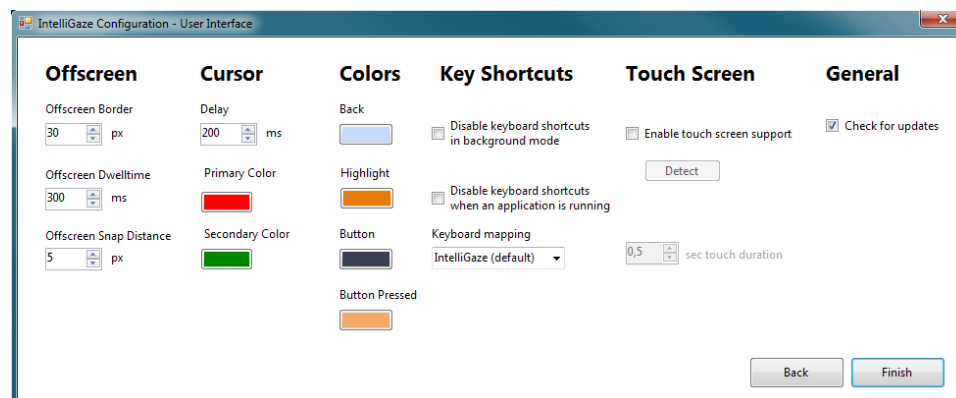 IntelliGaze Configuration - User Interface
x
Offscreen
Offscreen Border
30 px
Offscreen Dwelltime
300 ms
Offscreen Snap Distance
5 px
Cursor
Delay
200 ms
Primary Color
Secondary Color
Colors
Back
Highlight
Button
Button Pressed
Key Shortcuts
Disable keyboard shortcuts
in background mode
Disable keyboard shortcuts
when an application is running
Keyboard mapping
IntelliGaze (default)
Touch Screen
Enable touch screen support
Detect
0,5 sec touch duration
General
Check for updates
Back
Finish